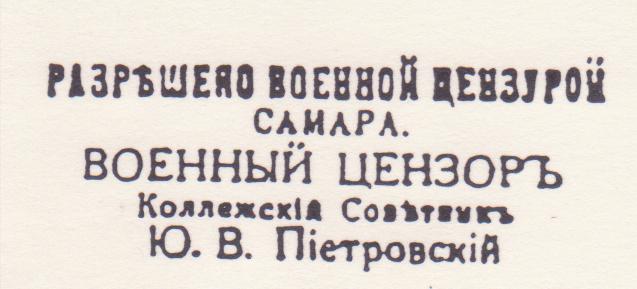 РАЗРѢШЕНО ВОЕННОЙ ЦЕНЗУРОЙ
САМАРА.
ВОЕННЫЙ ЦЕНЗОРЪ
Коллежскій Совѣтникъ
Ю. В. Піетровскій